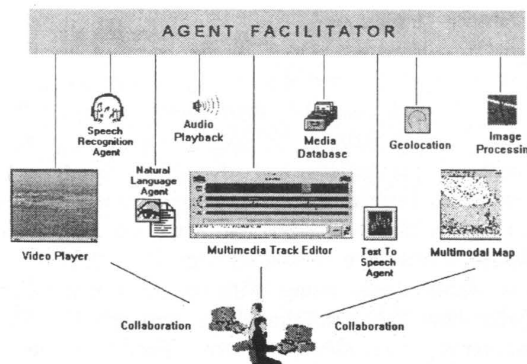 AGENT FACILITATOR
Speech
Recognition
Agent
Audio
Playback
Media
Database
Geolocation
Image
Processin
Natural
Language
Agent
Video Player
Multimedia Track Editor
Text To
Speech
Agent
Multimodal Map
Collaboration
Collaboration